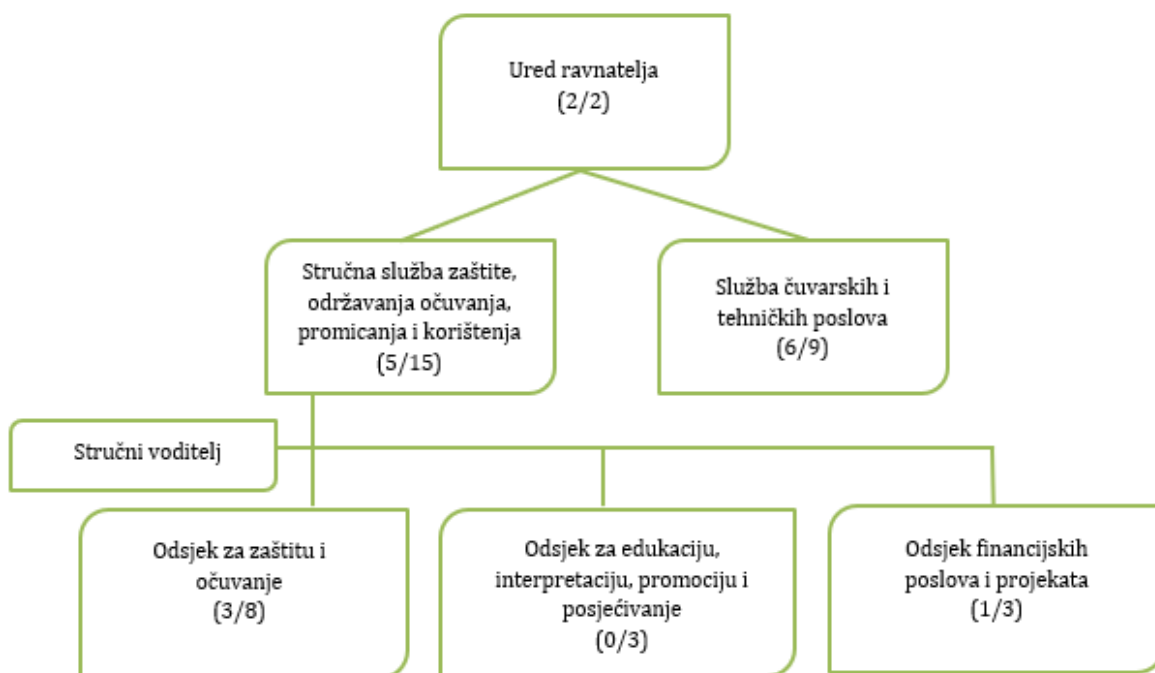 Ured ravnatelja
(2/2)
Stručna služba zaštite,
održavanja očuvanja,
promicanja i korištenja
(5/15)
Služba čuvarskih i
tehničkih poslova
(6/9)
Stručni voditelj
Odsjek za zaštitu i
očuvanje
(3/8)
Odsjek za edukaciju,
interpretaciju, promociju i
posjećivanje
(0/3)
Odsjek financijskih
poslova i projekata
(1/3)